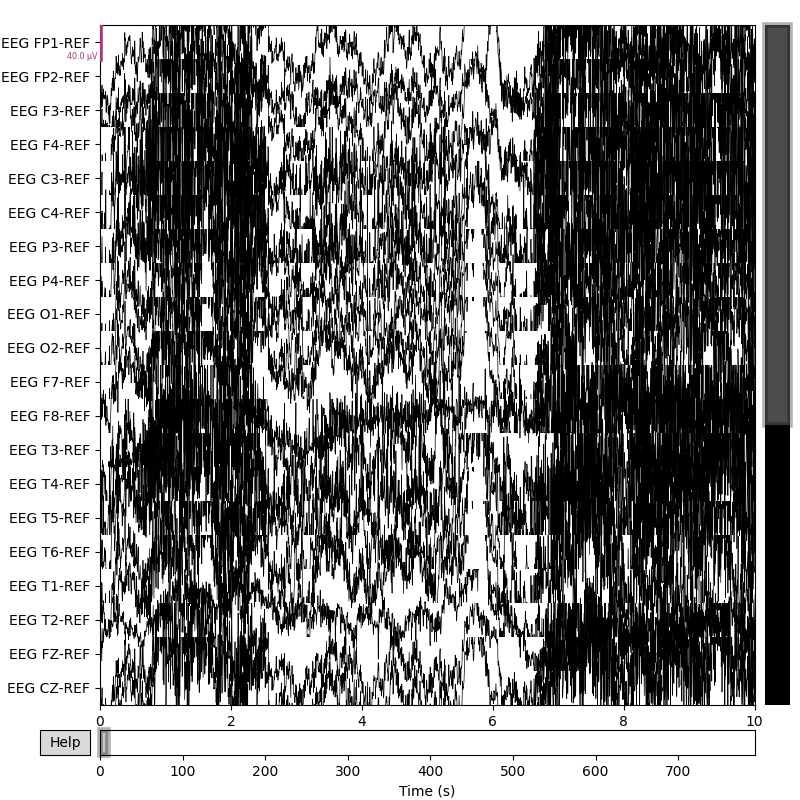 EEG FP1-REF
40.0 µV
EEG FP2-REF
EEG F3-REF
EEG F4-REF
EEG C3-REF
EEG C4-REF
EEG P3-REF
EEG P4-REF
EEG O1-REF
EEG O2-REF
EEG F7-REF
EEG F8-REF
EEG T3-REF
EEG T4-REF
EEG T5-REF
EEG T6-REF
EEG T1-REF
EEG T2-REF
EEG FZ-REF
EEG CZ-REF
0 2 4 6 8 10
Help
0 100 200 300 400 500 600 700
Time (s)